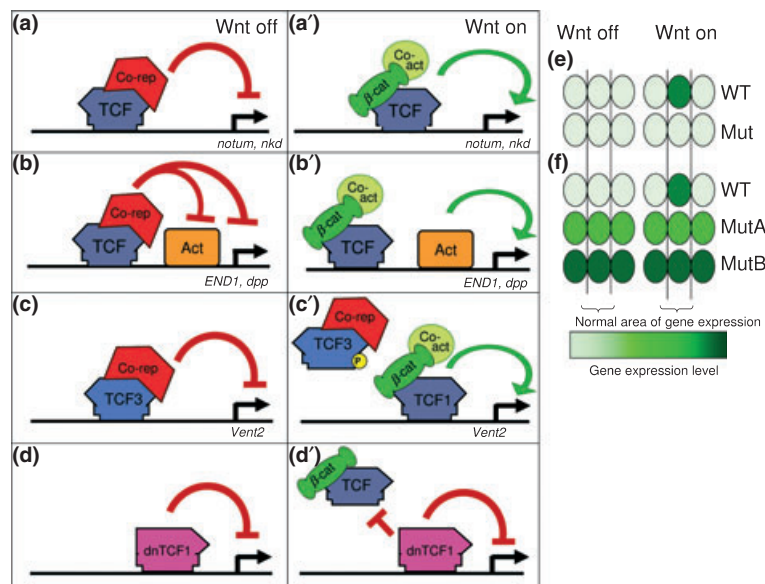 (a) Wnt off
Co-rep
TCF
notum, nkd
(a′) Wnt on
Co-
act
β-cat
TCF
notum, nkd
(b)
Co-rep
TCF
Act
END1, dpp
(b′)
Co-
act
β-cat
TCF
Act
END1, dpp
(c)
Co-rep
TCF3
Vent2
(c′)
Co-rep
TCF3
P
Co-
act
β-cat
TCF1
Vent2
(d)
dnTCF1
(d′)
β-cat
TCF
dnTCF1
Wnt off Wnt on
(e)
WT
Mut
(f)
WT
MutA
MutB
Normal area of gene expression
Gene expression level